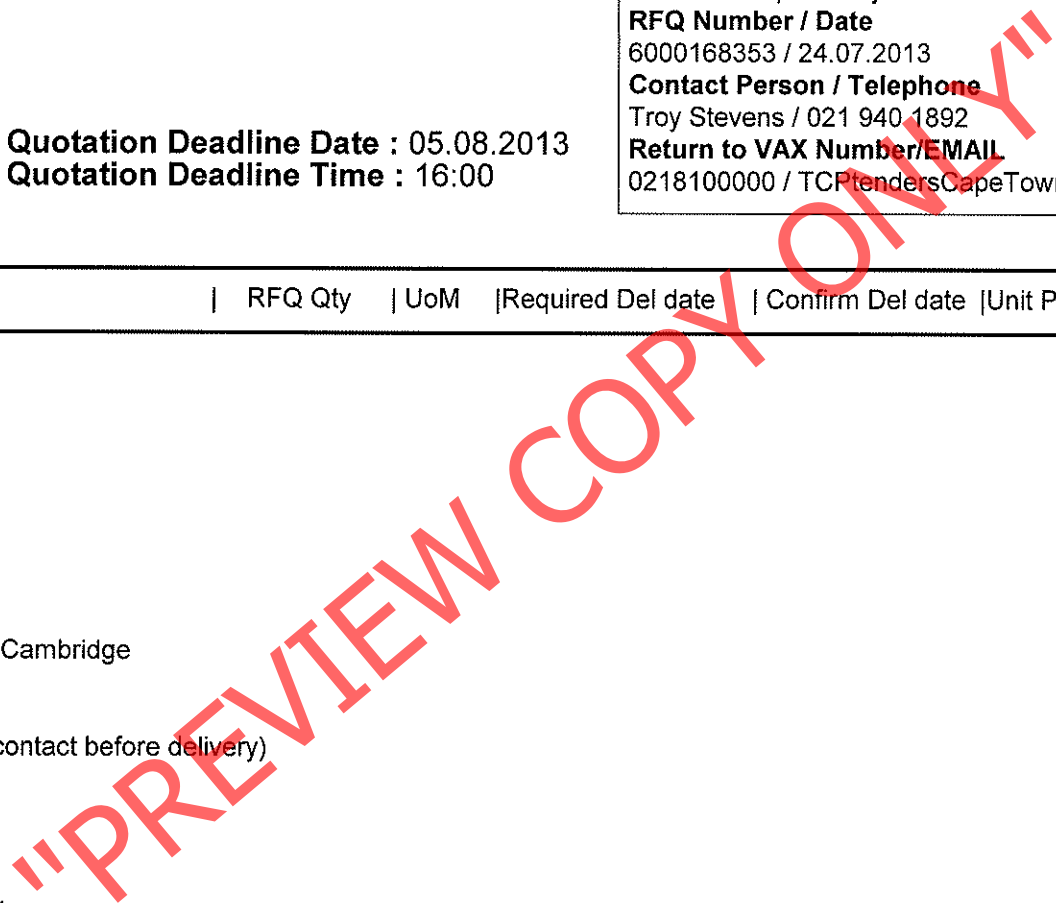 RFQ Number / Date
6000168353 / 24.07.2013
Contact Person / Telephone
Troy Stevens / 021 940 1892
Quotation Deadline Date : 05.08.2013
Return to VAX Number/EMAIL
Quotation Deadline Time : 16:00
0218100000 / TCPtendersCapeTown
| RFQ Qty | UoM |Required Del date | Confirm Del date |Unit P
Cambridge
contact before delivery)
"PREVIEW COPY ONLY"